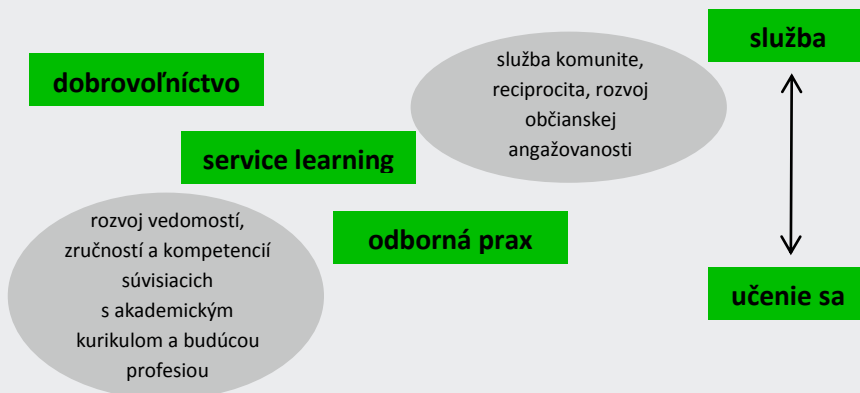 služba
dobrovoľníctvo
služba komunite,
reciprocita, rozvoj
občianskej
angažovanosti
service learning
rozvoj vedomostí,
zručností a kompetencií
súvisiacich
s akademickým
kurikulom a budúcou
profesiou
odborná prax
učenie sa